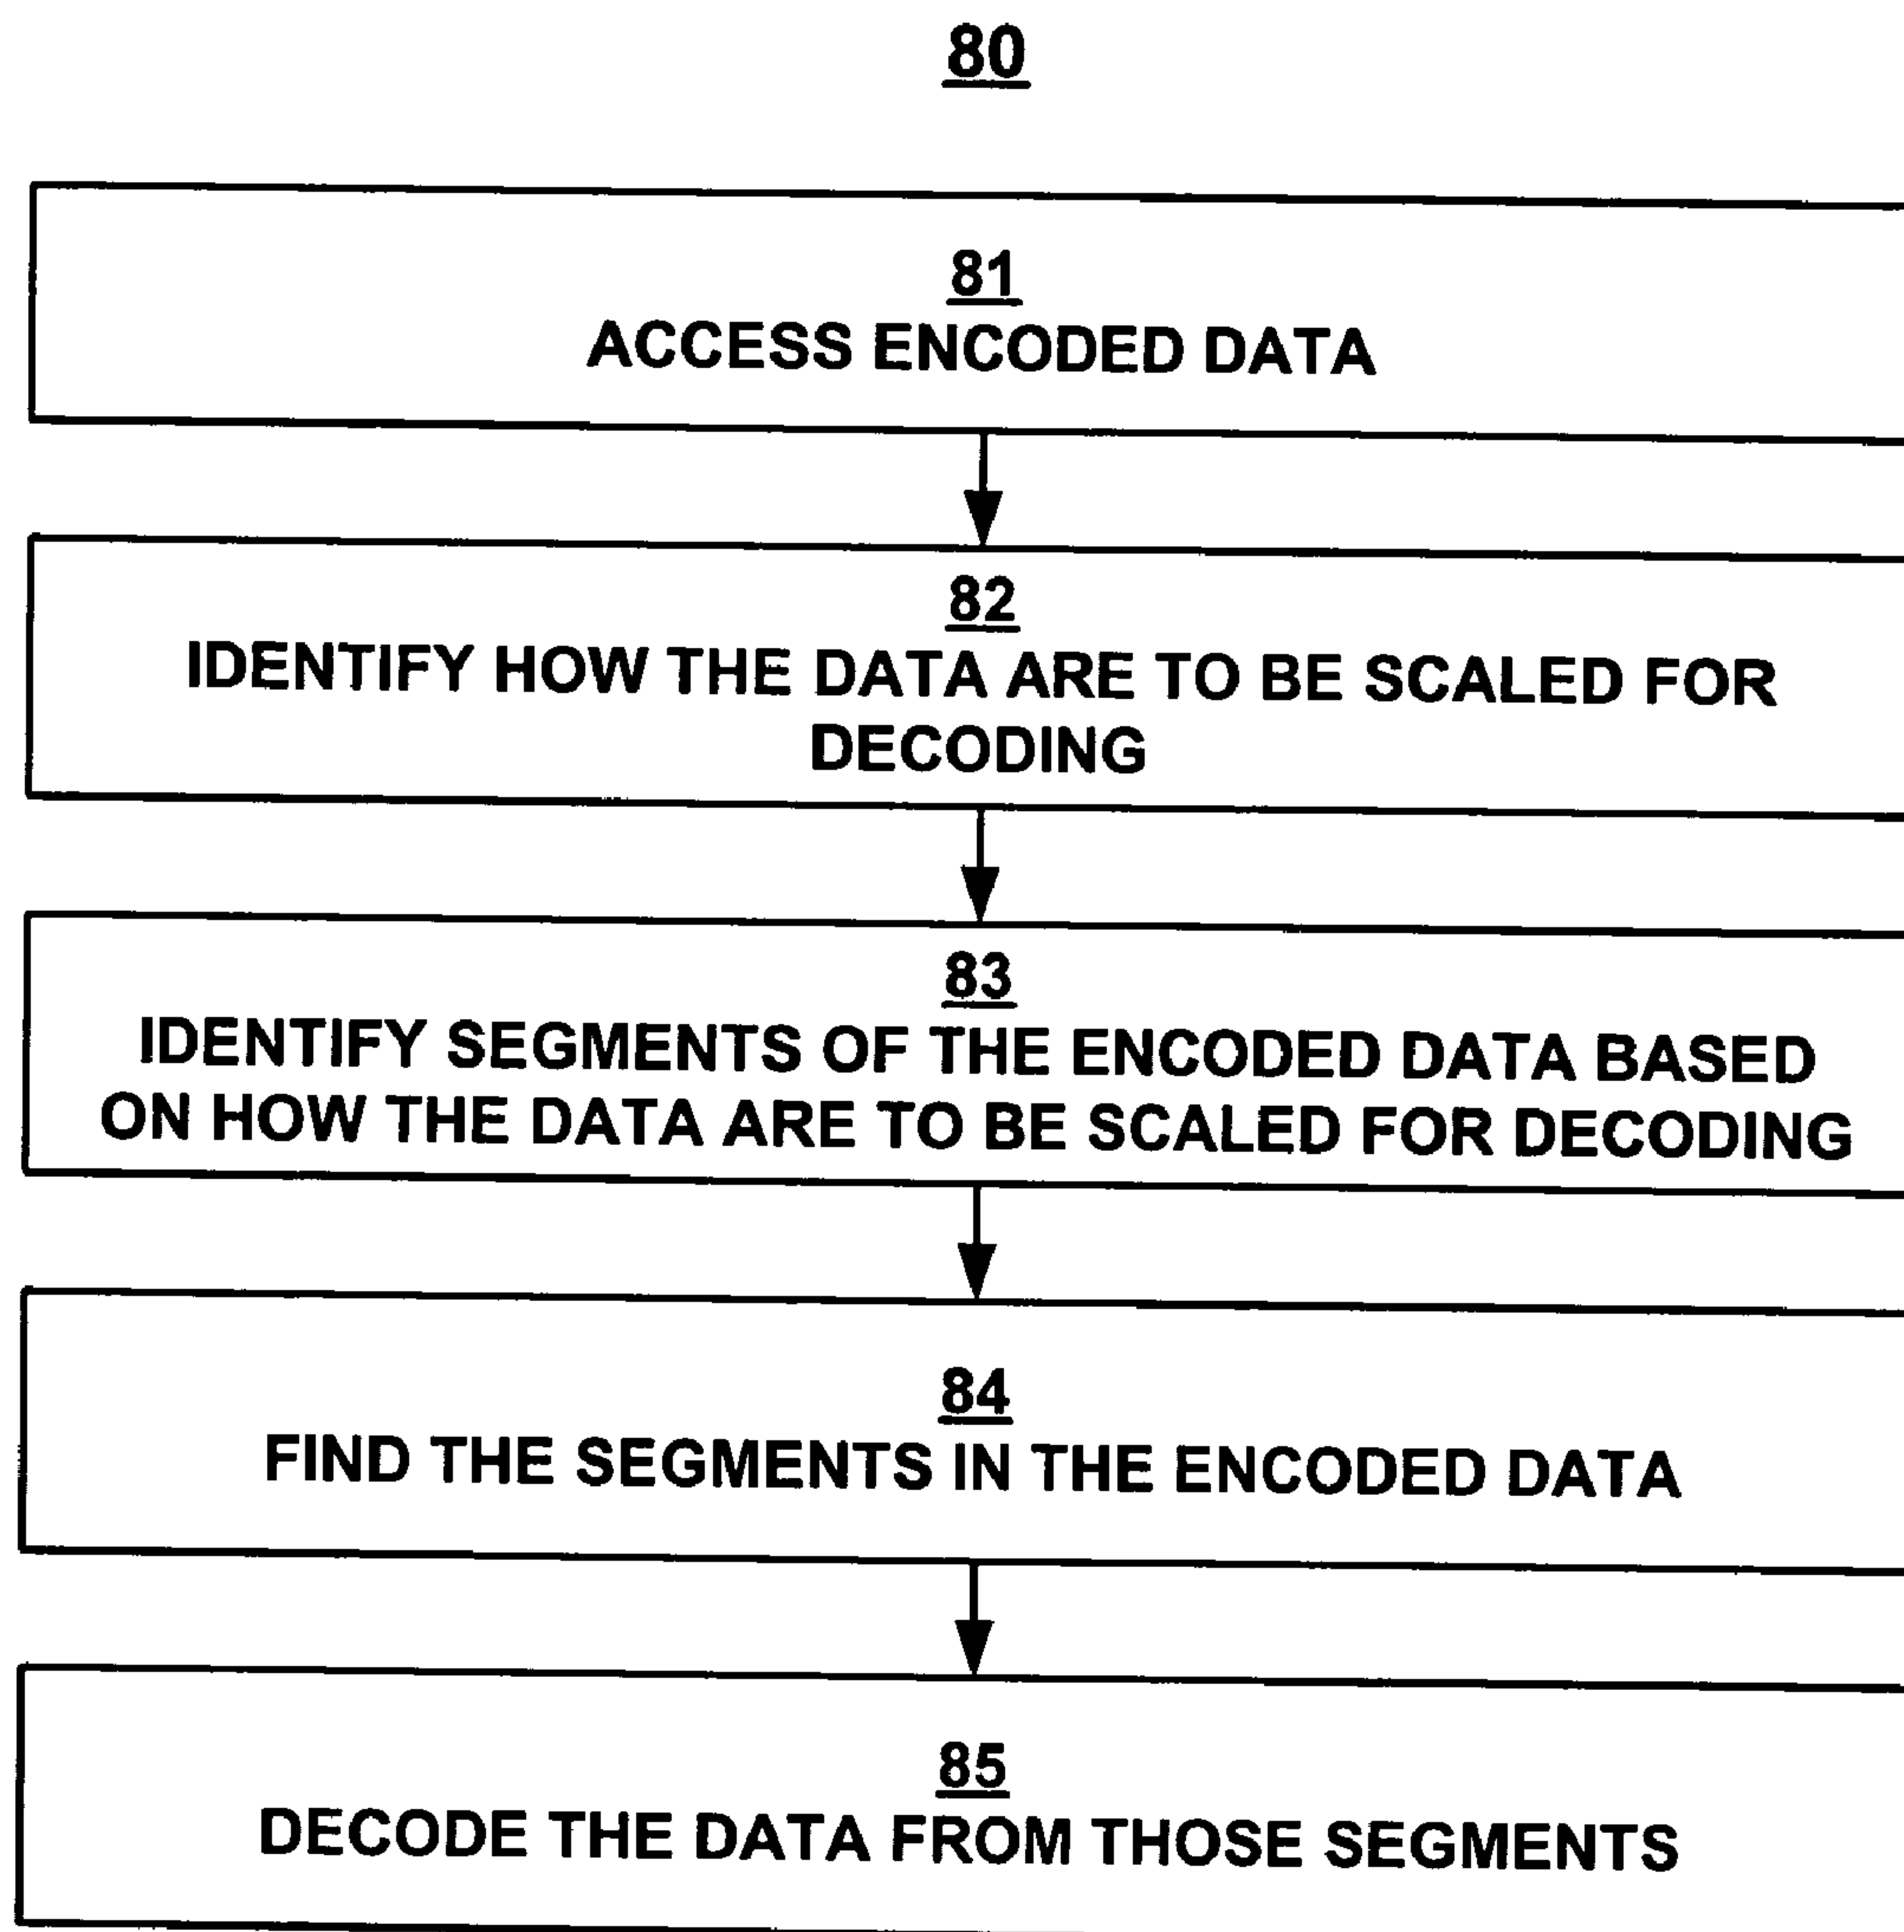 80
81
ACCESS ENCODED DATA
82
IDENTIFY HOW THE DATA ARE TO BE SCALED FOR
DECODING
83
IDENTIFY SEGMENTS OF THE ENCODED DATA BASED
ON HOW THE DATA ARE TO BE SCALED FOR DECODING
84
FIND THE SEGMENTS IN THE ENCODED DATA
85
DECODE THE DATA FROM THOSE SEGMENTS